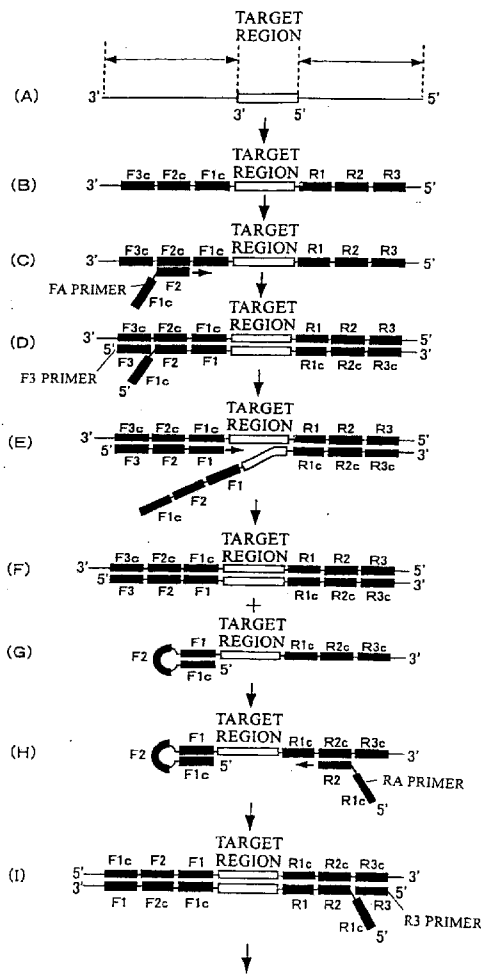 TARGET
REGION
(A) 3' 5'
3' 5'
TARGET
REGION
(B) 3' F3c F2c F1c R1 R2 R3 5'
TARGET
REGION
(C) 3' F3c F2c F1c R1 R2 R3 5'
FA PRIMER F2
F1c
TARGET
REGION
(D) 3' F3c F2c F1c R1 R2 R3 5'
5' 3'
F3 PRIMER F3 F2 F1 R1c R2c R3c
5' F1c
TARGET
REGION
(E) 3' F3c F2c F1c R1 R2 R3 5'
5' F3 F2 F1 R1c R2c R3c 3'
F1c F2 F1
TARGET
REGION
(F) 3' F3c F2c F1c R1 R2 R3 5'
5' F3 F2 F1 R1c R2c R3c 3'
+
TARGET
REGION
(G) F2 F1 R1c R2c R3c 3'
F1c 5'
TARGET
REGION
(H) F2 F1 R1c R2c R3c 3'
F1c 5' R2 RA PRIMER
R1c 5'
TARGET
REGION
(I) 5' F1c F2 F1 R1c R2c R3c 3'
3' F1 F2c F1c R1 R2 R3 5'
R1c 5' R3 PRIMER